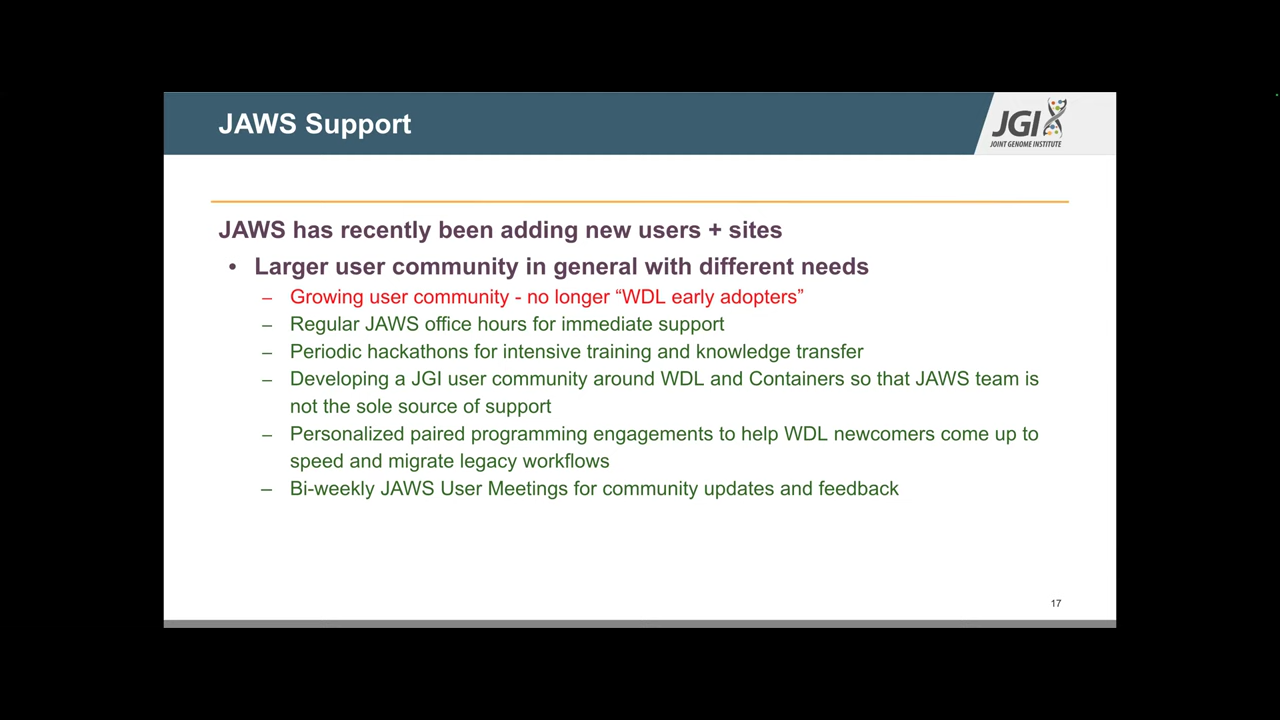 JAWS Support
JGI
JOINT GENOME INSTITUTE
JAWS has recently been adding new users + sites
• Larger user community in general with different needs
– Growing user community - no longer “WDL early adopters”
– Regular JAWS office hours for immediate support
– Periodic hackathons for intensive training and knowledge transfer
– Developing a JGI user community around WDL and Containers so that JAWS team is
not the sole source of support
– Personalized paired programming engagements to help WDL newcomers come up to
speed and migrate legacy workflows
– Bi-weekly JAWS User Meetings for community updates and feedback
17